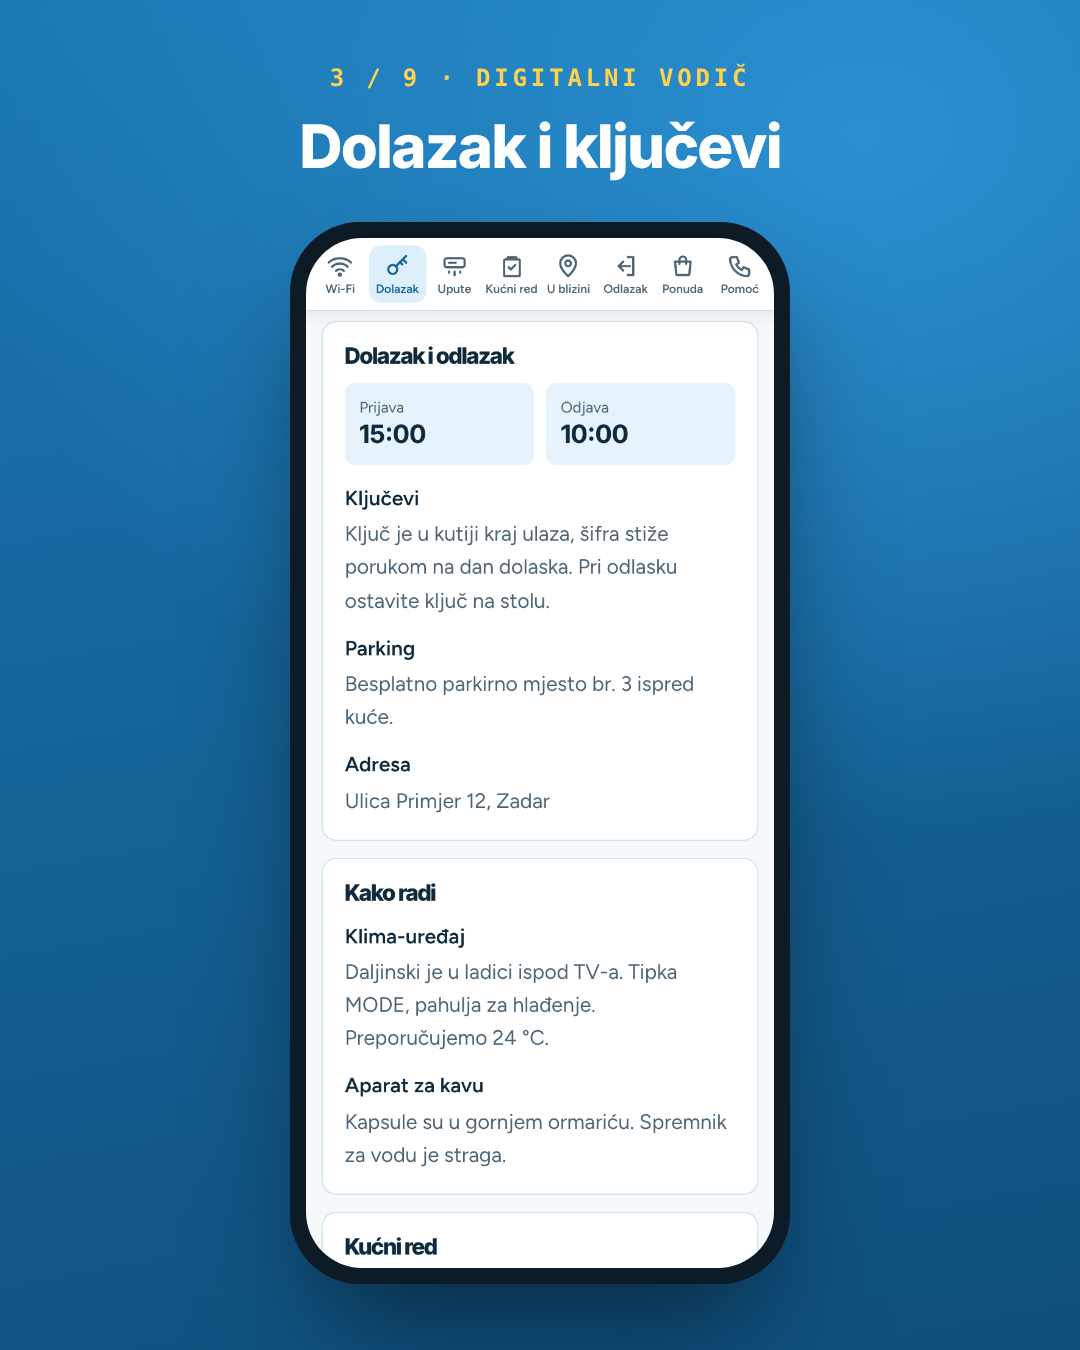 3 / 9 · DIGITALNI VODIČ
Dolazak i ključevi
Wi-Fi Dolazak Upute Kućni red U blizini Odlazak Ponuda Pomoć
Dolazak i odlazak
Prijava
15:00
Odjava
10:00
Ključevi
Ključ je u kutiji kraj ulaza, šifra stiže
porukom na dan dolaska. Pri odlasku
ostavite ključ na stolu.
Parking
Besplatno parkirno mjesto br. 3 ispred
kuće.
Adresa
Ulica Primjer 12, Zadar
Kako radi
Klima-uređaj
Daljinski je u ladici ispod TV-a. Tipka
MODE, pahulja za hlađenje.
Preporučujemo 24 °C.
Aparat za kavu
Kapsule su u gornjem ormariću. Spremnik
za vodu je straga.
Kućni red